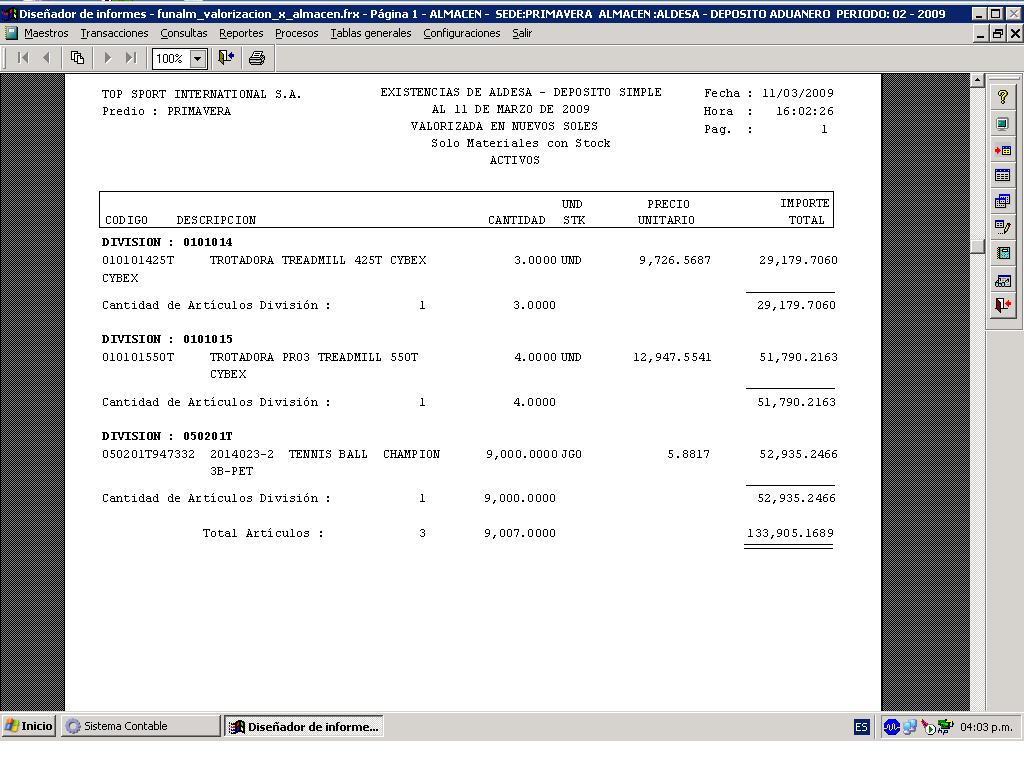 Diseñador de informes - funalm_valorizacion_x_almacen.frx - Página 1 - ALMACEN - SEDE:PRIMAVERA ALMACEN :ALDESA - DEPOSITO ADUANERO PERIODO: 02 - 2009
Maestros Transacciones Consultas Reportes Procesos Tablas generales Configuraciones Salir
100%
TOP SPORT INTERNATIONAL S.A. EXISTENCIAS DE ALDESA - DEPOSITO SIMPLE Fecha : 11/03/2009
Predio : PRIMAVERA AL 11 DE MARZO DE 2009 Hora : 16:02:26
VALORIZADA EN NUEVOS SOLES Pag. : 1
Solo Materiales con Stock
ACTIVOS
UND PRECIO IMPORTE
CODIGO DESCRIPCION CANTIDAD STK UNITARIO TOTAL
DIVISION : 0101014
010101425T TROTADORA TREADMILL 425T CYBEX 3.0000 UND 9,726.5687 29,179.7060
CYBEX
Cantidad de Artículos División : 1 3.0000 29,179.7060
DIVISION : 0101015
010101550T TROTADORA PRO3 TREADMILL 550T 4.0000 UND 12,947.5541 51,790.2163
CYBEX
Cantidad de Artículos División : 1 4.0000 51,790.2163
DIVISION : 050201T
050201T947332 2014023-2 TENNIS BALL CHAMPION 9,000.0000 JGO 5.8817 52,935.2466
3B-PET
Cantidad de Artículos División : 1 9,000.0000 52,935.2466
Total Artículos : 3 9,007.0000 133,905.1689
Inicio Sistema Contable Diseñador de informe... ES 04:03 p.m.